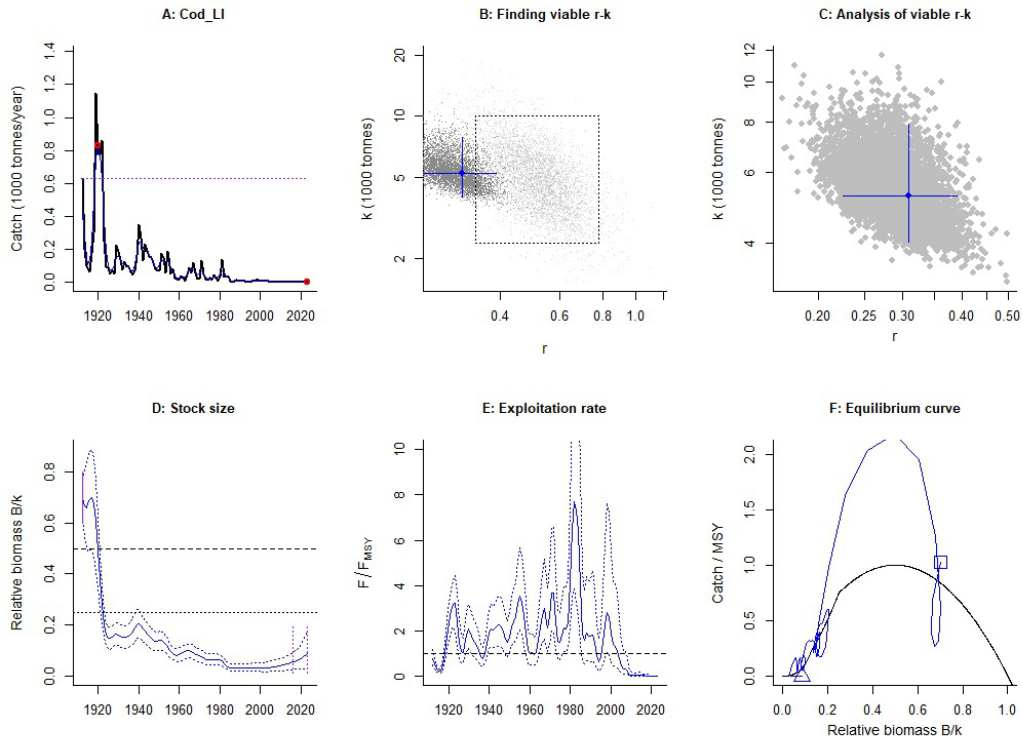 A: Cod_LI
Catch (1000 tonnes/year)
0.0 0.2 0.4 0.6 0.8 1.0 1.2 1.4
1920 1940 1960 1980 2000 2020
B: Finding viable r-k
k (1000 tonnes)
2 5 10 20
0.4 0.6 0.8 1.0
r
C: Analysis of viable r-k
k (1000 tonnes)
4 6 8 10 12
0.20 0.25 0.30 0.40 0.50
r
D: Stock size
Relative biomass B/k
0.0 0.2 0.4 0.6 0.8
1920 1940 1960 1980 2000 2020
E: Exploitation rate
F / FMSY
0 2 4 6 8 10
1920 1940 1960 1980 2000 2020
F: Equilibrium curve
Catch / MSY
0.0 0.5 1.0 1.5 2.0
0.0 0.2 0.4 0.6 0.8 1.0
Relative biomass B/k